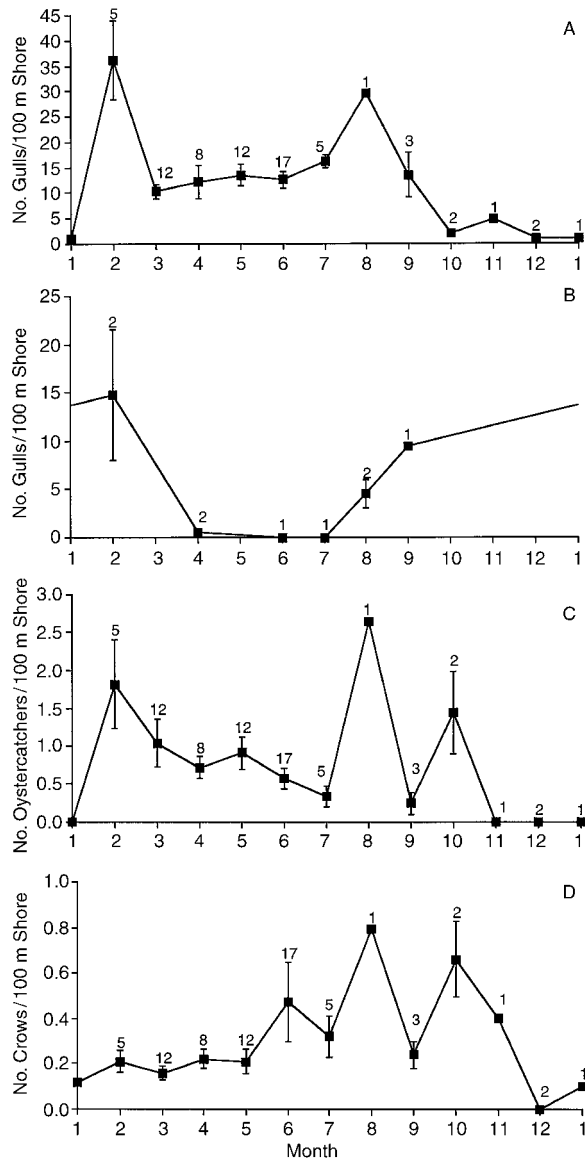 A
No. Gulls/100 m Shore
45
40
35
30
25
20
15
10
5
0
5 12 8 12 17 5 1 3 2 1 2 1
1 2 3 4 5 6 7 8 9 10 11 12 1
B
No. Gulls/100 m Shore
25
20
15
10
5
0
2 2 1 1 2 1
1 2 3 4 5 6 7 8 9 10 11 12 1
C
No. Oystercatchers/100 m Shore
3.0
2.5
2.0
1.5
1.0
0.5
0.0
5 12 8 12 17 5 1 3 2 1 2 1
1 2 3 4 5 6 7 8 9 10 11 12 1
D
No. Crows/100 m Shore
1.0
0.8
0.6
0.4
0.2
0.0
5 12 8 12 17 5 1 3 2 1 2 1
1 2 3 4 5 6 7 8 9 10 11 12 1
Month